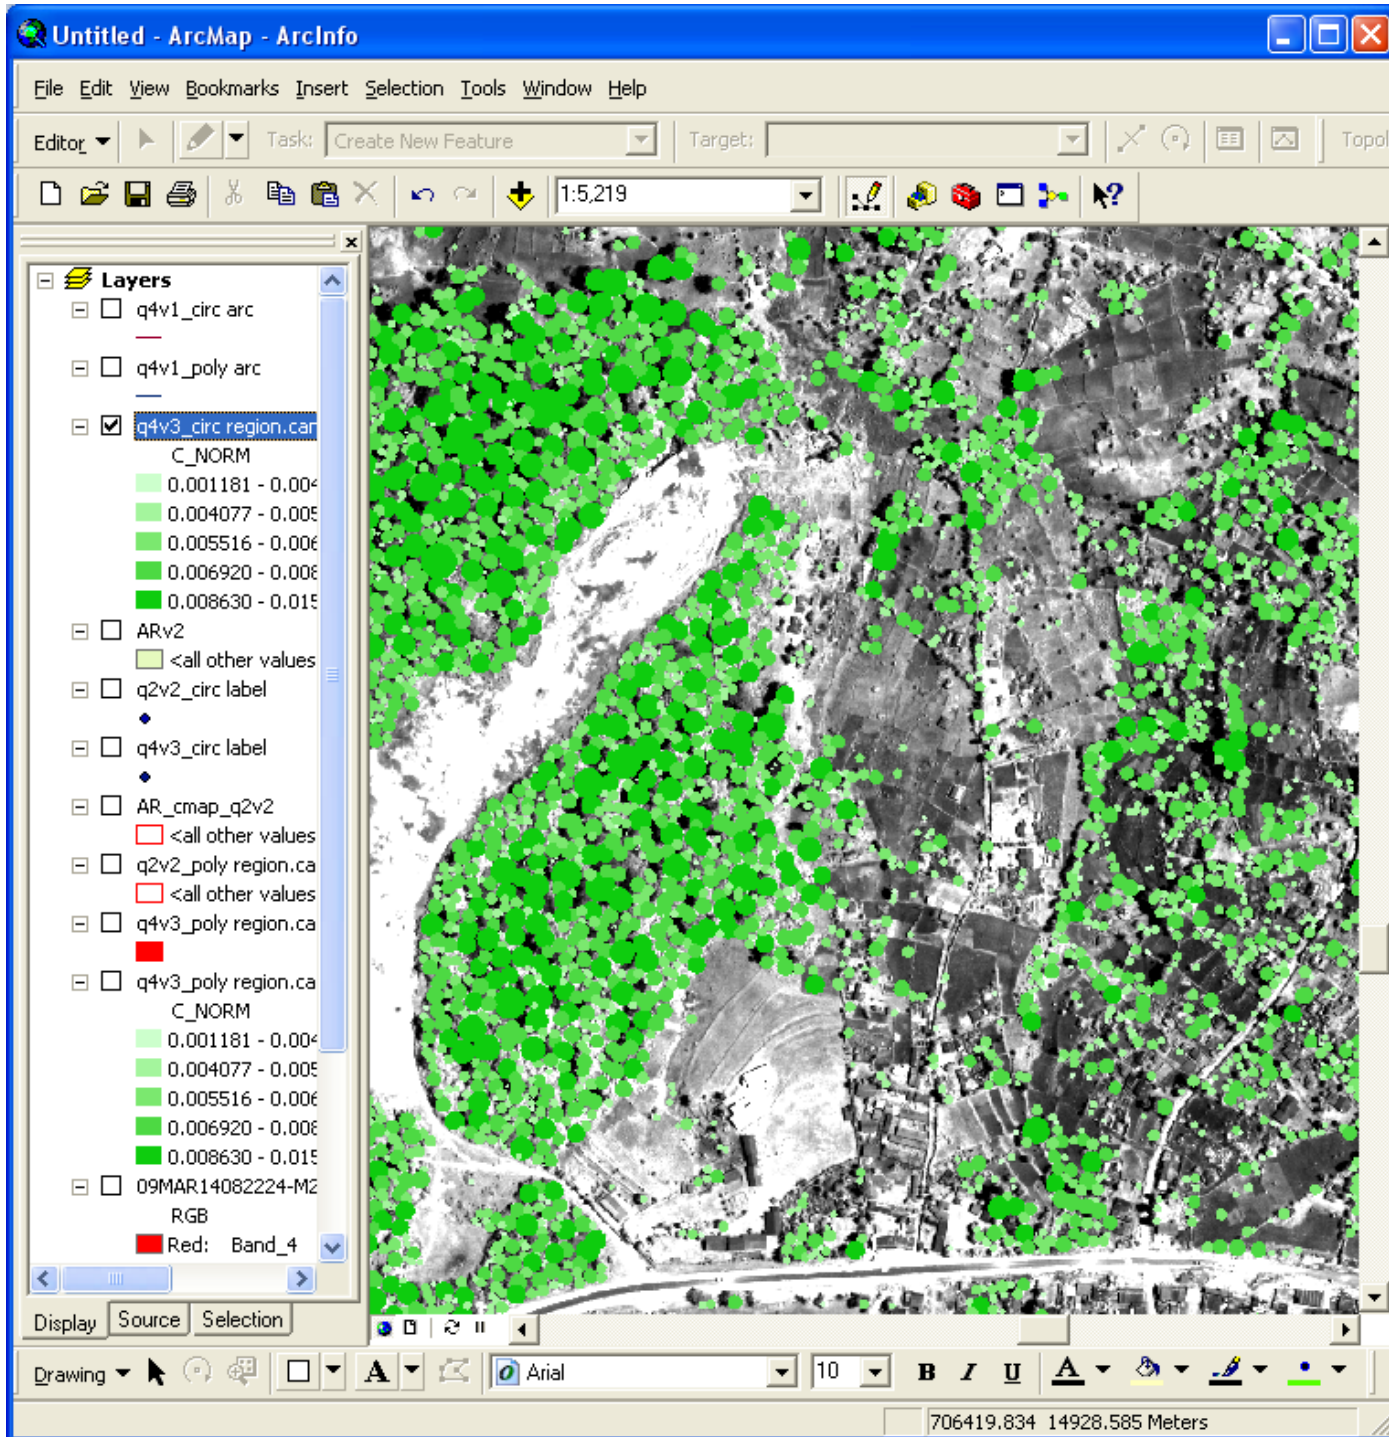 Untitled - ArcMap - ArcInfo
File Edit View Bookmarks Insert Selection Tools Window Help
Editor Task: Create New Feature Target: Topol
1:5,219
Layers
q4v1_circ arc
q4v1_poly arc
q4v3_circ region.car
C_NORM
0.001181 - 0.004
0.004077 - 0.005
0.005516 - 0.006
0.006920 - 0.008
0.008630 - 0.015
ARv2
<all other values
q2v2_circ label
q4v3_circ label
AR_cmap_q2v2
<all other values
q2v2_poly region.ca
<all other values
q4v3_poly region.ca
q4v3_poly region.ca
C_NORM
0.001181 - 0.004
0.004077 - 0.005
0.005516 - 0.006
0.006920 - 0.008
0.008630 - 0.015
09MAR14082224-M2
RGB
Red: Band_4
Display Source Selection
Drawing A Arial 10 B I U A
706419.834 14928.585 Meters